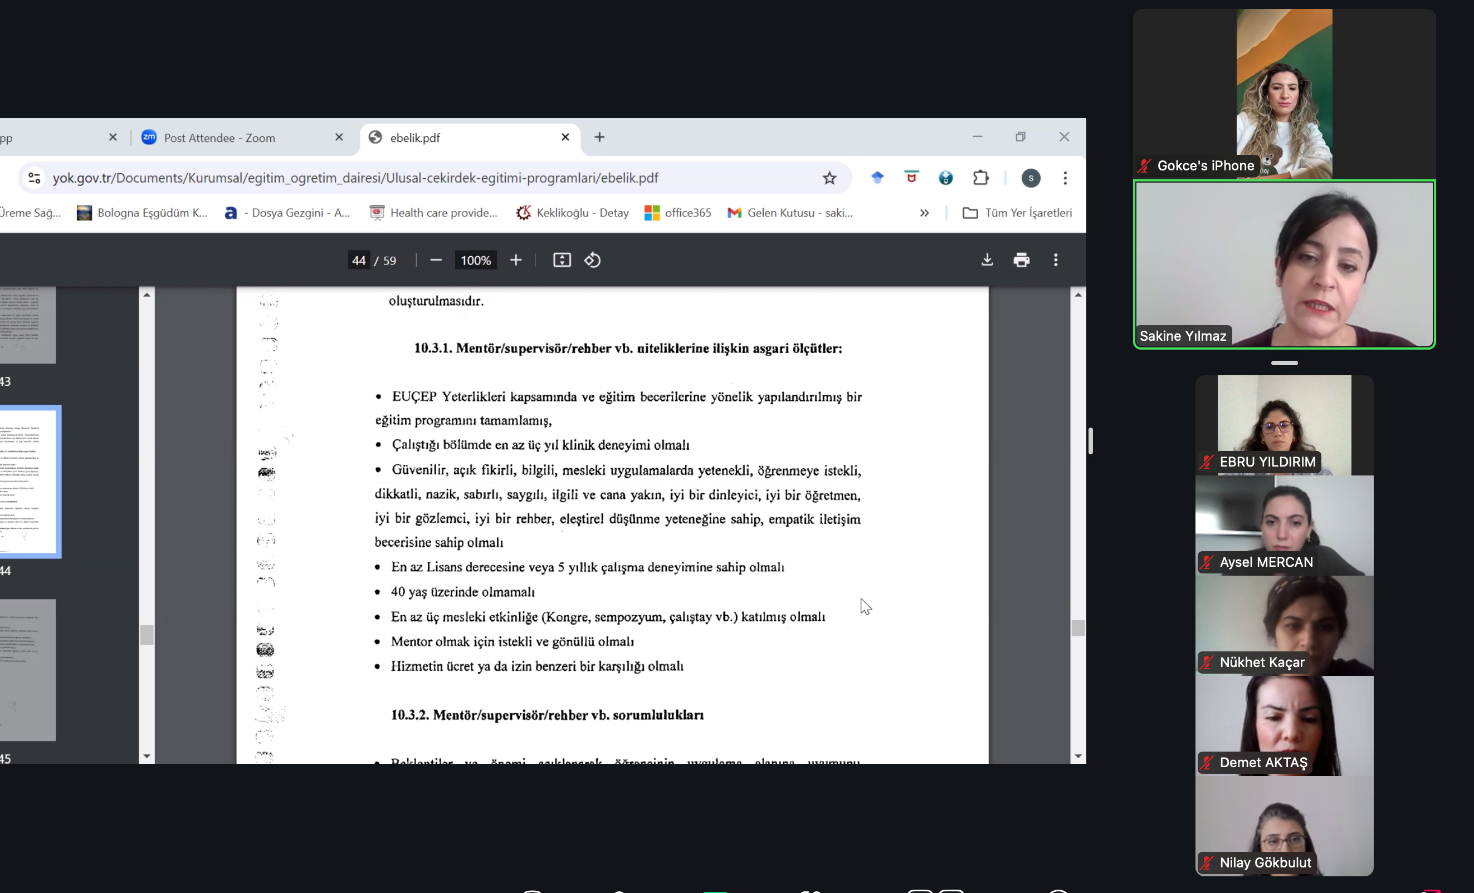 Gokce's iPhone
pp
Post Attendee - Zoom
ebelik.pdf
yok.gov.tr/Documents/Kurumsal/egitim_ogretim_dairesi/Ulusal-cekirdek-egitimi-programlari/ebelik.pdf
S
Üreme Sağ...
Bologna Eşgüdüm K...
- Dosya Gezgini - A...
Health care provide...
Keklikoğlu - Detay
office365
Gelen Kutusu - saki...
»
Tüm Yer İşaretleri
44 / 59
100%
oluşturulmasıdır.
10.3.1. Mentör/supervisör/rehber vb. niteliklerine ilişkin asgari ölçütler:
• EUÇEP Yeterlikleri kapsamında ve eğitim becerilerine yönelik yapılandırılmış bir
eğitim programını tamamlamış,
• Çalıştığı bölümde en az üç yıl klinik deneyimi olmalı
• Güvenilir, açık fikirli, bilgili, mesleki uygulamalarda yetenekli, öğrenmeye istekli,
dikkatli, nazik, sabırlı, saygılı, ilgili ve cana yakın, iyi bir dinleyici, iyi bir öğretmen,
iyi bir gözlemci, iyi bir rehber, eleştirel düşünme yeteneğine sahip, empatik iletişim
becerisine sahip olmalı
• En az Lisans derecesine veya 5 yıllık çalışma deneyimine sahip olmalı
• 40 yaş üzerinde olmamalı
• En az üç mesleki etkinliğe (Kongre, sempozyum, çalıştay vb.) katılmış olmalı
• Mentor olmak için istekli ve gönüllü olmalı
• Hizmetin ücret ya da izin benzeri bir karşılığı olmalı
10.3.2. Mentör/supervisör/rehber vb. sorumlulukları
43
44
45
Sakine Yılmaz
EBRU YILDIRIM
Aysel MERCAN
Nükhet Kaçar
Demet AKTAŞ
Nilay Gökbulut